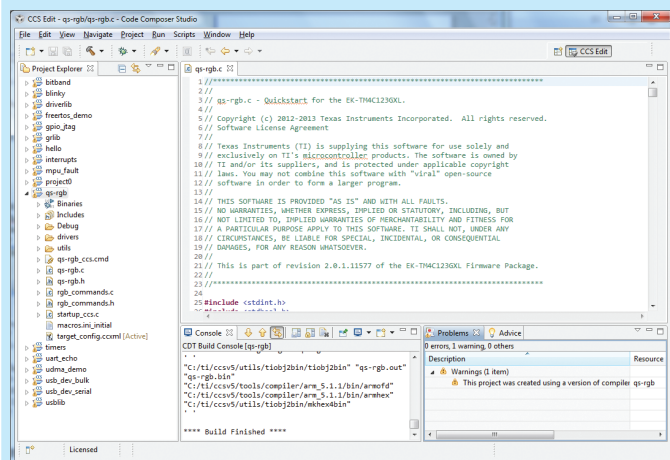 CCS Edit - qs-rgb/qs-rgb.c - Code Composer Studio
File Edit View Navigate Project Run Scripts Window Help
CCS Edit
Project Explorer
bitband
blinky
driverlib
freertos_demo
gpio_jtag
grlib
hello
interrupts
mpu_fault
project0
qs-rgb
Binaries
Includes
Debug
drivers
utils
qs-rgb_ccs.cmd
qs-rgb.c
qs-rgb.h
rgb_commands.c
rgb_commands.h
startup_ccs.c
macros.ini_initial
target_config.ccxml [Active]
timers
uart_echo
udma_demo
usb_dev_bulk
usb_dev_serial
usblib
qs-rgb.c
1 //*****************************************************************************
2 //
3 // qs-rgb.c - Quickstart for the EK-TM4C123GXL.
4 //
5 // Copyright (c) 2012-2013 Texas Instruments Incorporated.  All rights reserved.
6 // Software License Agreement
7 //
8 // Texas Instruments (TI) is supplying this software for use solely and
9 // exclusively on TI's microcontroller products. The software is owned by
10 // TI and/or its suppliers, and is protected under applicable copyright
11 // laws. You may not combine this software with "viral" open-source
12 // software in order to form a larger program.
13 //
14 // THIS SOFTWARE IS PROVIDED "AS IS" AND WITH ALL FAULTS.
15 // NO WARRANTIES, WHETHER EXPRESS, IMPLIED OR STATUTORY, INCLUDING, BUT
16 // NOT LIMITED TO, IMPLIED WARRANTIES OF MERCHANTABILITY AND FITNESS FOR
17 // A PARTICULAR PURPOSE APPLY TO THIS SOFTWARE. TI SHALL NOT, UNDER ANY
18 // CIRCUMSTANCES, BE LIABLE FOR SPECIAL, INCIDENTAL, OR CONSEQUENTIAL
19 // DAMAGES, FOR ANY REASON WHATSOEVER.
20 //
21 // This is part of revision 2.0.1.11577 of the EK-TM4C123GXL Firmware Package.
22 //
23 //*****************************************************************************
24
25 #include <stdint.h>
Console
CDT Build Console [qs-rgb]
"C:/ti/ccsv5/utils/tiobj2bin/tiobj2bin" "qs-rgb.out"
"qs-rgb.bin"
"C:/ti/ccsv5/tools/compiler/arm_5.1.1/bin/armofd"
"C:/ti/ccsv5/tools/compiler/arm_5.1.1/bin/armhex"
"C:/ti/ccsv5/utils/tiobj2bin/mkhex4bin"
' '
**** Build Finished ****
Problems Advice
0 errors, 1 warning, 0 others
Description Resource
Warnings (1 item)
This project was created using a version of compiler qs-rgb
Licensed